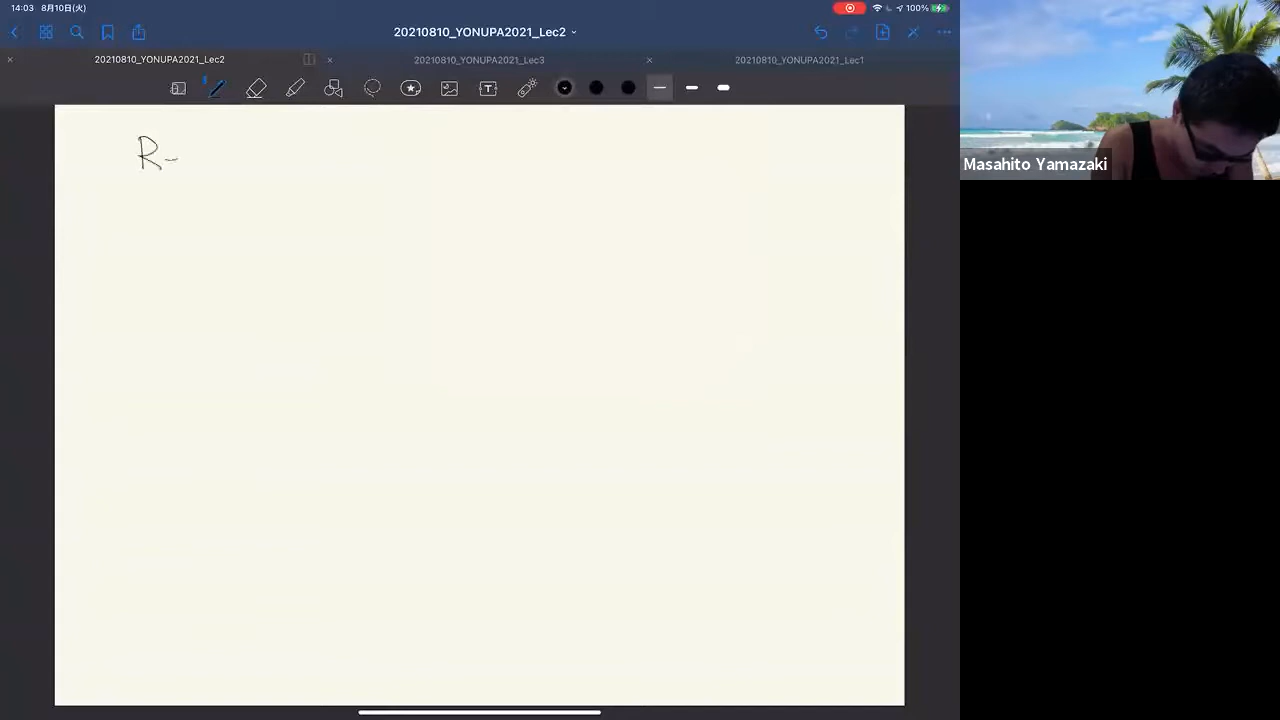 14:03 8月10日(火) 100%
20210810_YONUPA2021_Lec2
20210810_YONUPA2021_Lec2 20210810_YONUPA2021_Lec3 20210810_YONUPA2021_Lec1
R-
Masahito Yamazaki